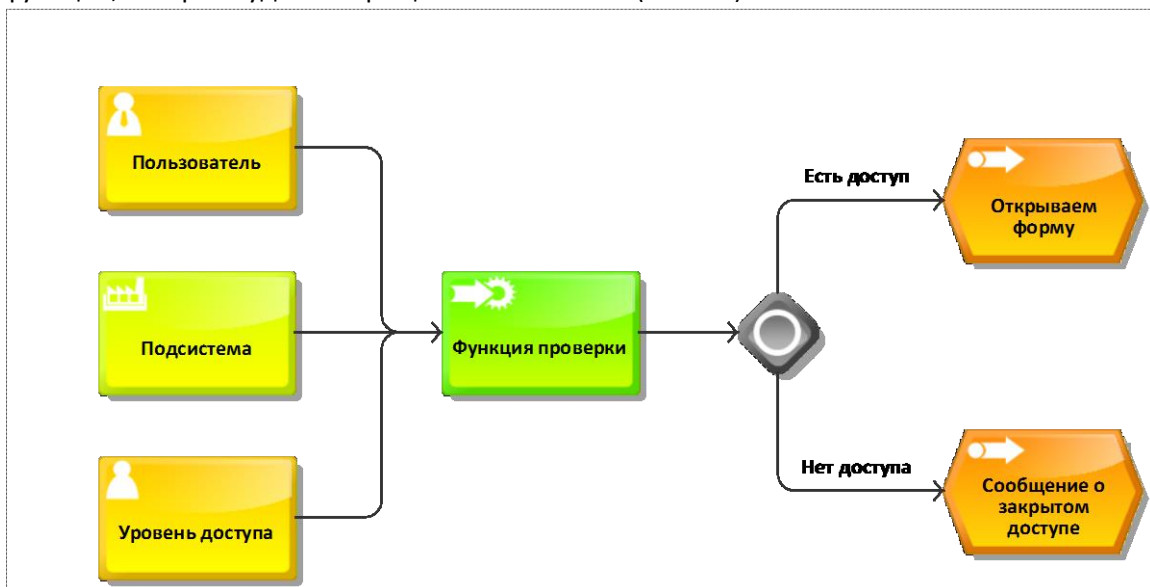 Пользователь
Есть доступ
Открываем
форму
Подсистема
Функция проверки
Нет доступа
Уровень доступа
Сообщение о
закрытом
доступе